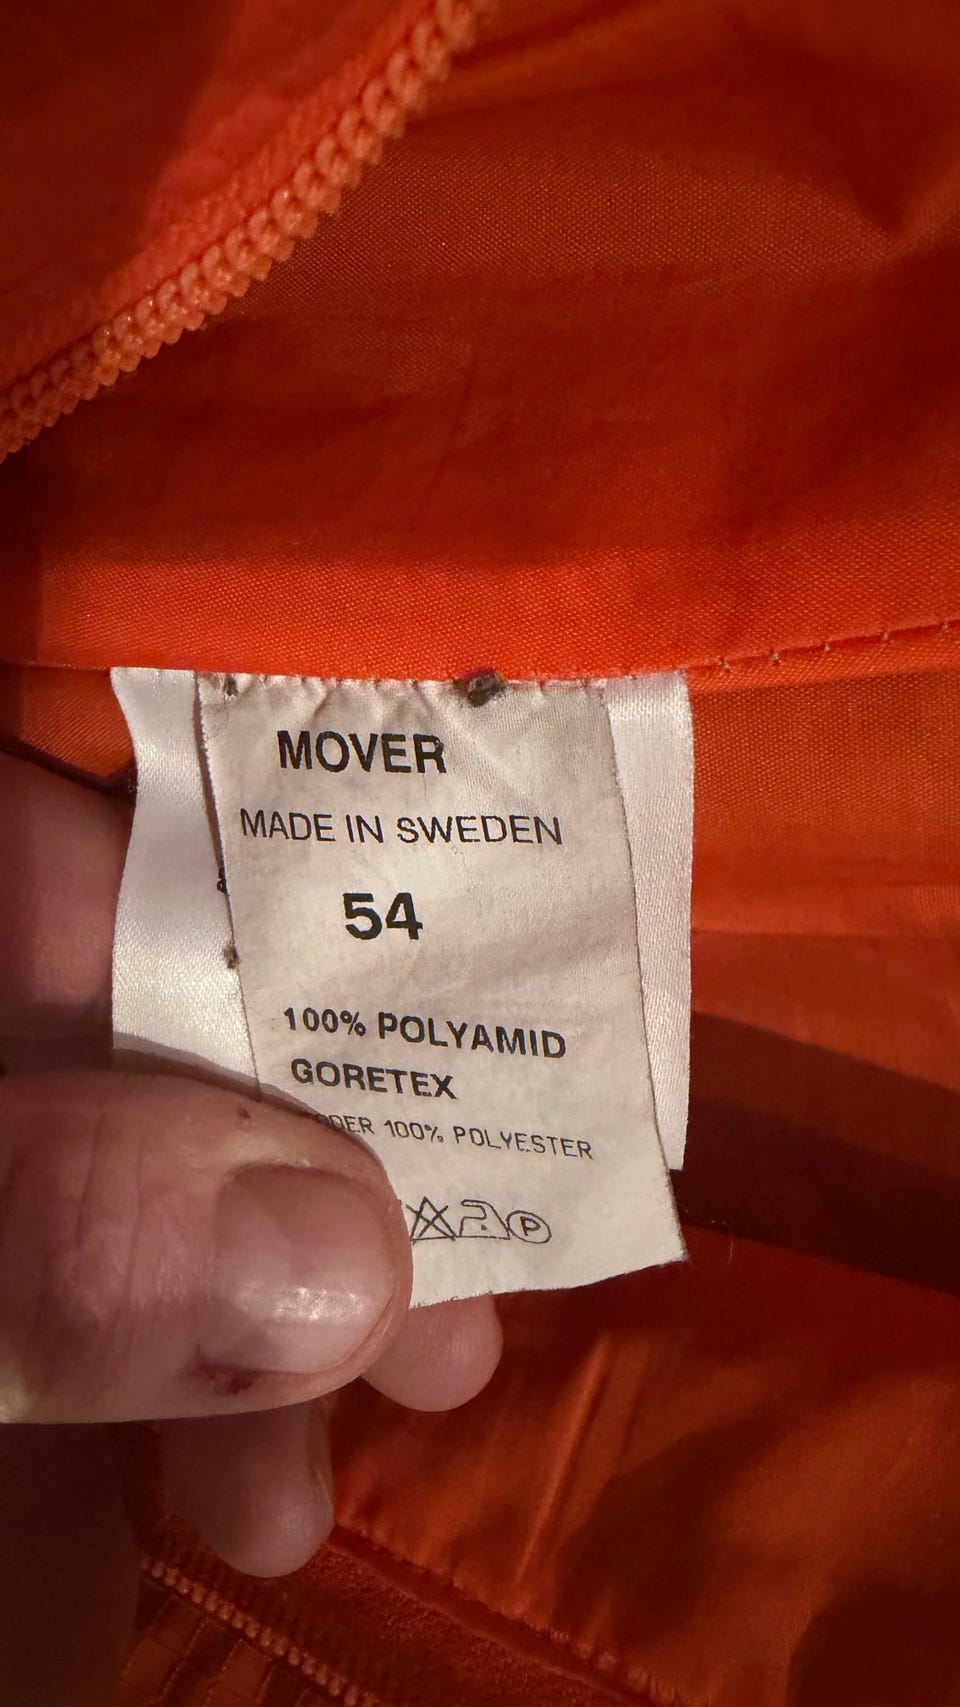 MOVER
MADE IN SWEDEN
54
100% POLYAMID
GORETEX
100% POLYESTER
P